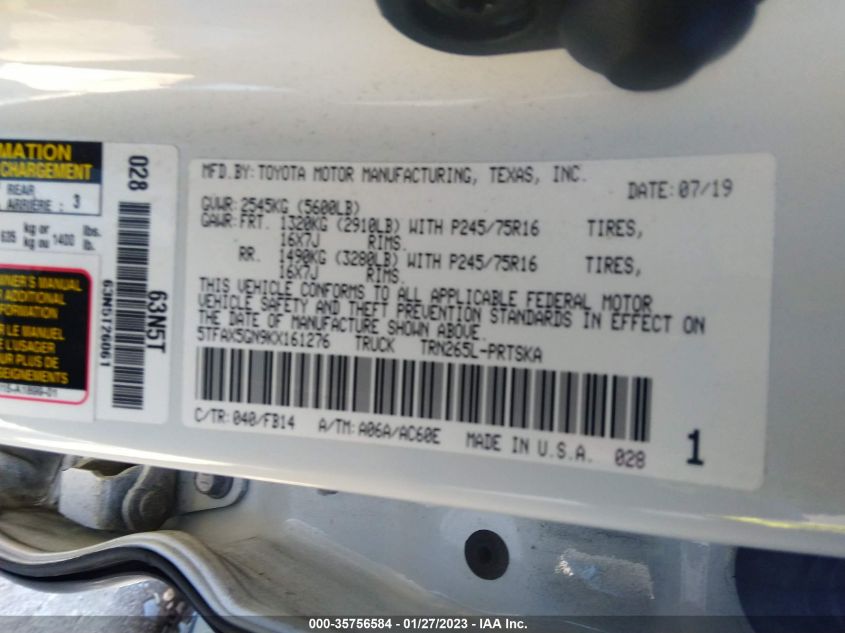 MFD.BY:TOYOTA MOTOR MANUFACTURING, TEXAS, INC.
DATE:07/19
GVWR:2545KG (5600LB)
GAWR:FRT. 1320KG (2910LB) WITH P245/75R16 TIRES,
16X7J RIMS.
RR. 1490KG (3280LB) WITH P245/75R16 TIRES,
16X7J RIMS.
THIS VEHICLE CONFORMS TO ALL APPLICABLE FEDERAL MOTOR
VEHICLE SAFETY AND THEFT PREVENTION STANDARDS IN EFFECT ON
THE DATE OF MANUFACTURE SHOWN ABOVE.
5TFAX5GN9KX161276 TRUCK TRN265L-PRTSKA
C/TR:040/FB14 A/TM:A06A/AC60E MADE IN U.S.A. 028 1
MATION
CHARGEMENT
REAR
ARRIÈRE : 3
635 kg or lbs.
kg ou 1400 lb.
028
63N5T
63N5T26061
WNER'S MANUAL
ADDITIONAL
FORMATION
R LE MANUEL
E L'USAGER
R PLUS DE
SEIGNEMENTS
000-35756584 - 01/27/2023 - IAA Inc.